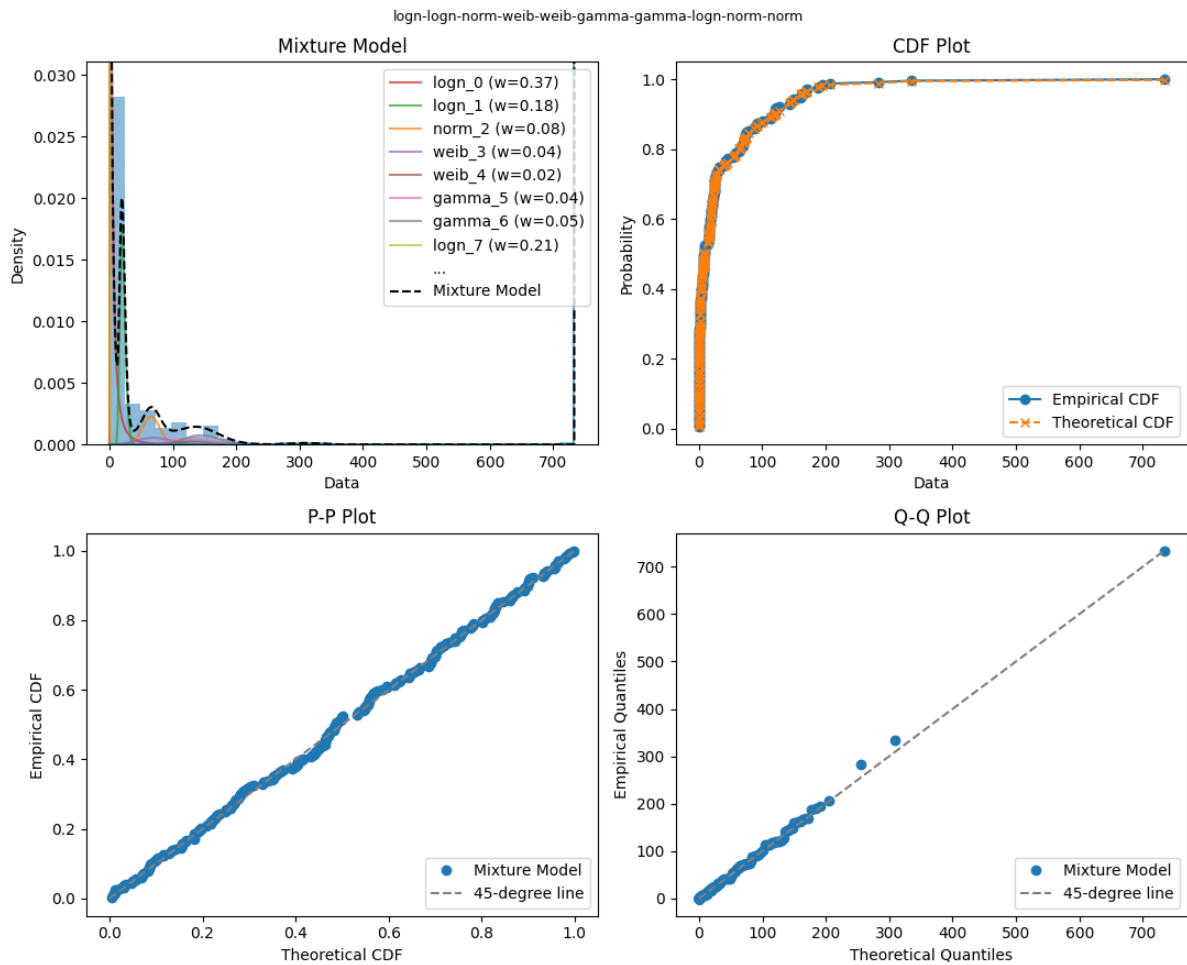 logn-logn-norm-weib-weib-gamma-gamma-logn-norm-norm
Mixture Model
0.030
0.025
0.020
0.015
0.010
0.005
0.000
Density
0
100
200
300
400
500
600
700
Data
logn_0 (w=0.37)
logn_1 (w=0.18)
norm_2 (w=0.08)
weib_3 (w=0.04)
weib_4 (w=0.02)
gamma_5 (w=0.04)
gamma_6 (w=0.05)
logn_7 (w=0.21)
...
Mixture Model
CDF Plot
1.0
0.8
0.6
0.4
0.2
0.0
Probability
0
100
200
300
400
500
600
700
Data
Empirical CDF
Theoretical CDF
P-P Plot
1.0
0.8
0.6
0.4
0.2
0.0
Empirical CDF
0.0
0.2
0.4
0.6
0.8
1.0
Theoretical CDF
Mixture Model
45-degree line
Q-Q Plot
700
600
500
400
300
200
100
0
Empirical Quantiles
0
100
200
300
400
500
600
700
Theoretical Quantiles
Mixture Model
45-degree line